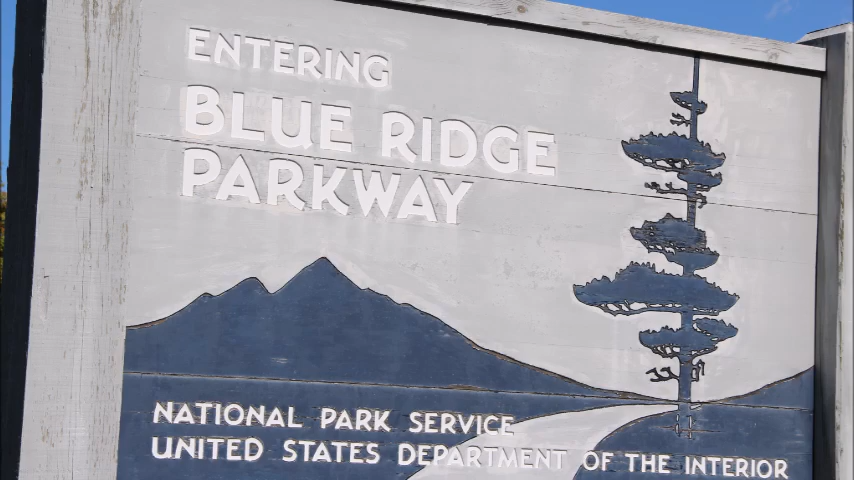 ENTERING
BLUE RIDGE
PARKWAY
NATIONAL PARK SERVICE
UNITED STATES DEPARTMENT OF THE INTERIOR